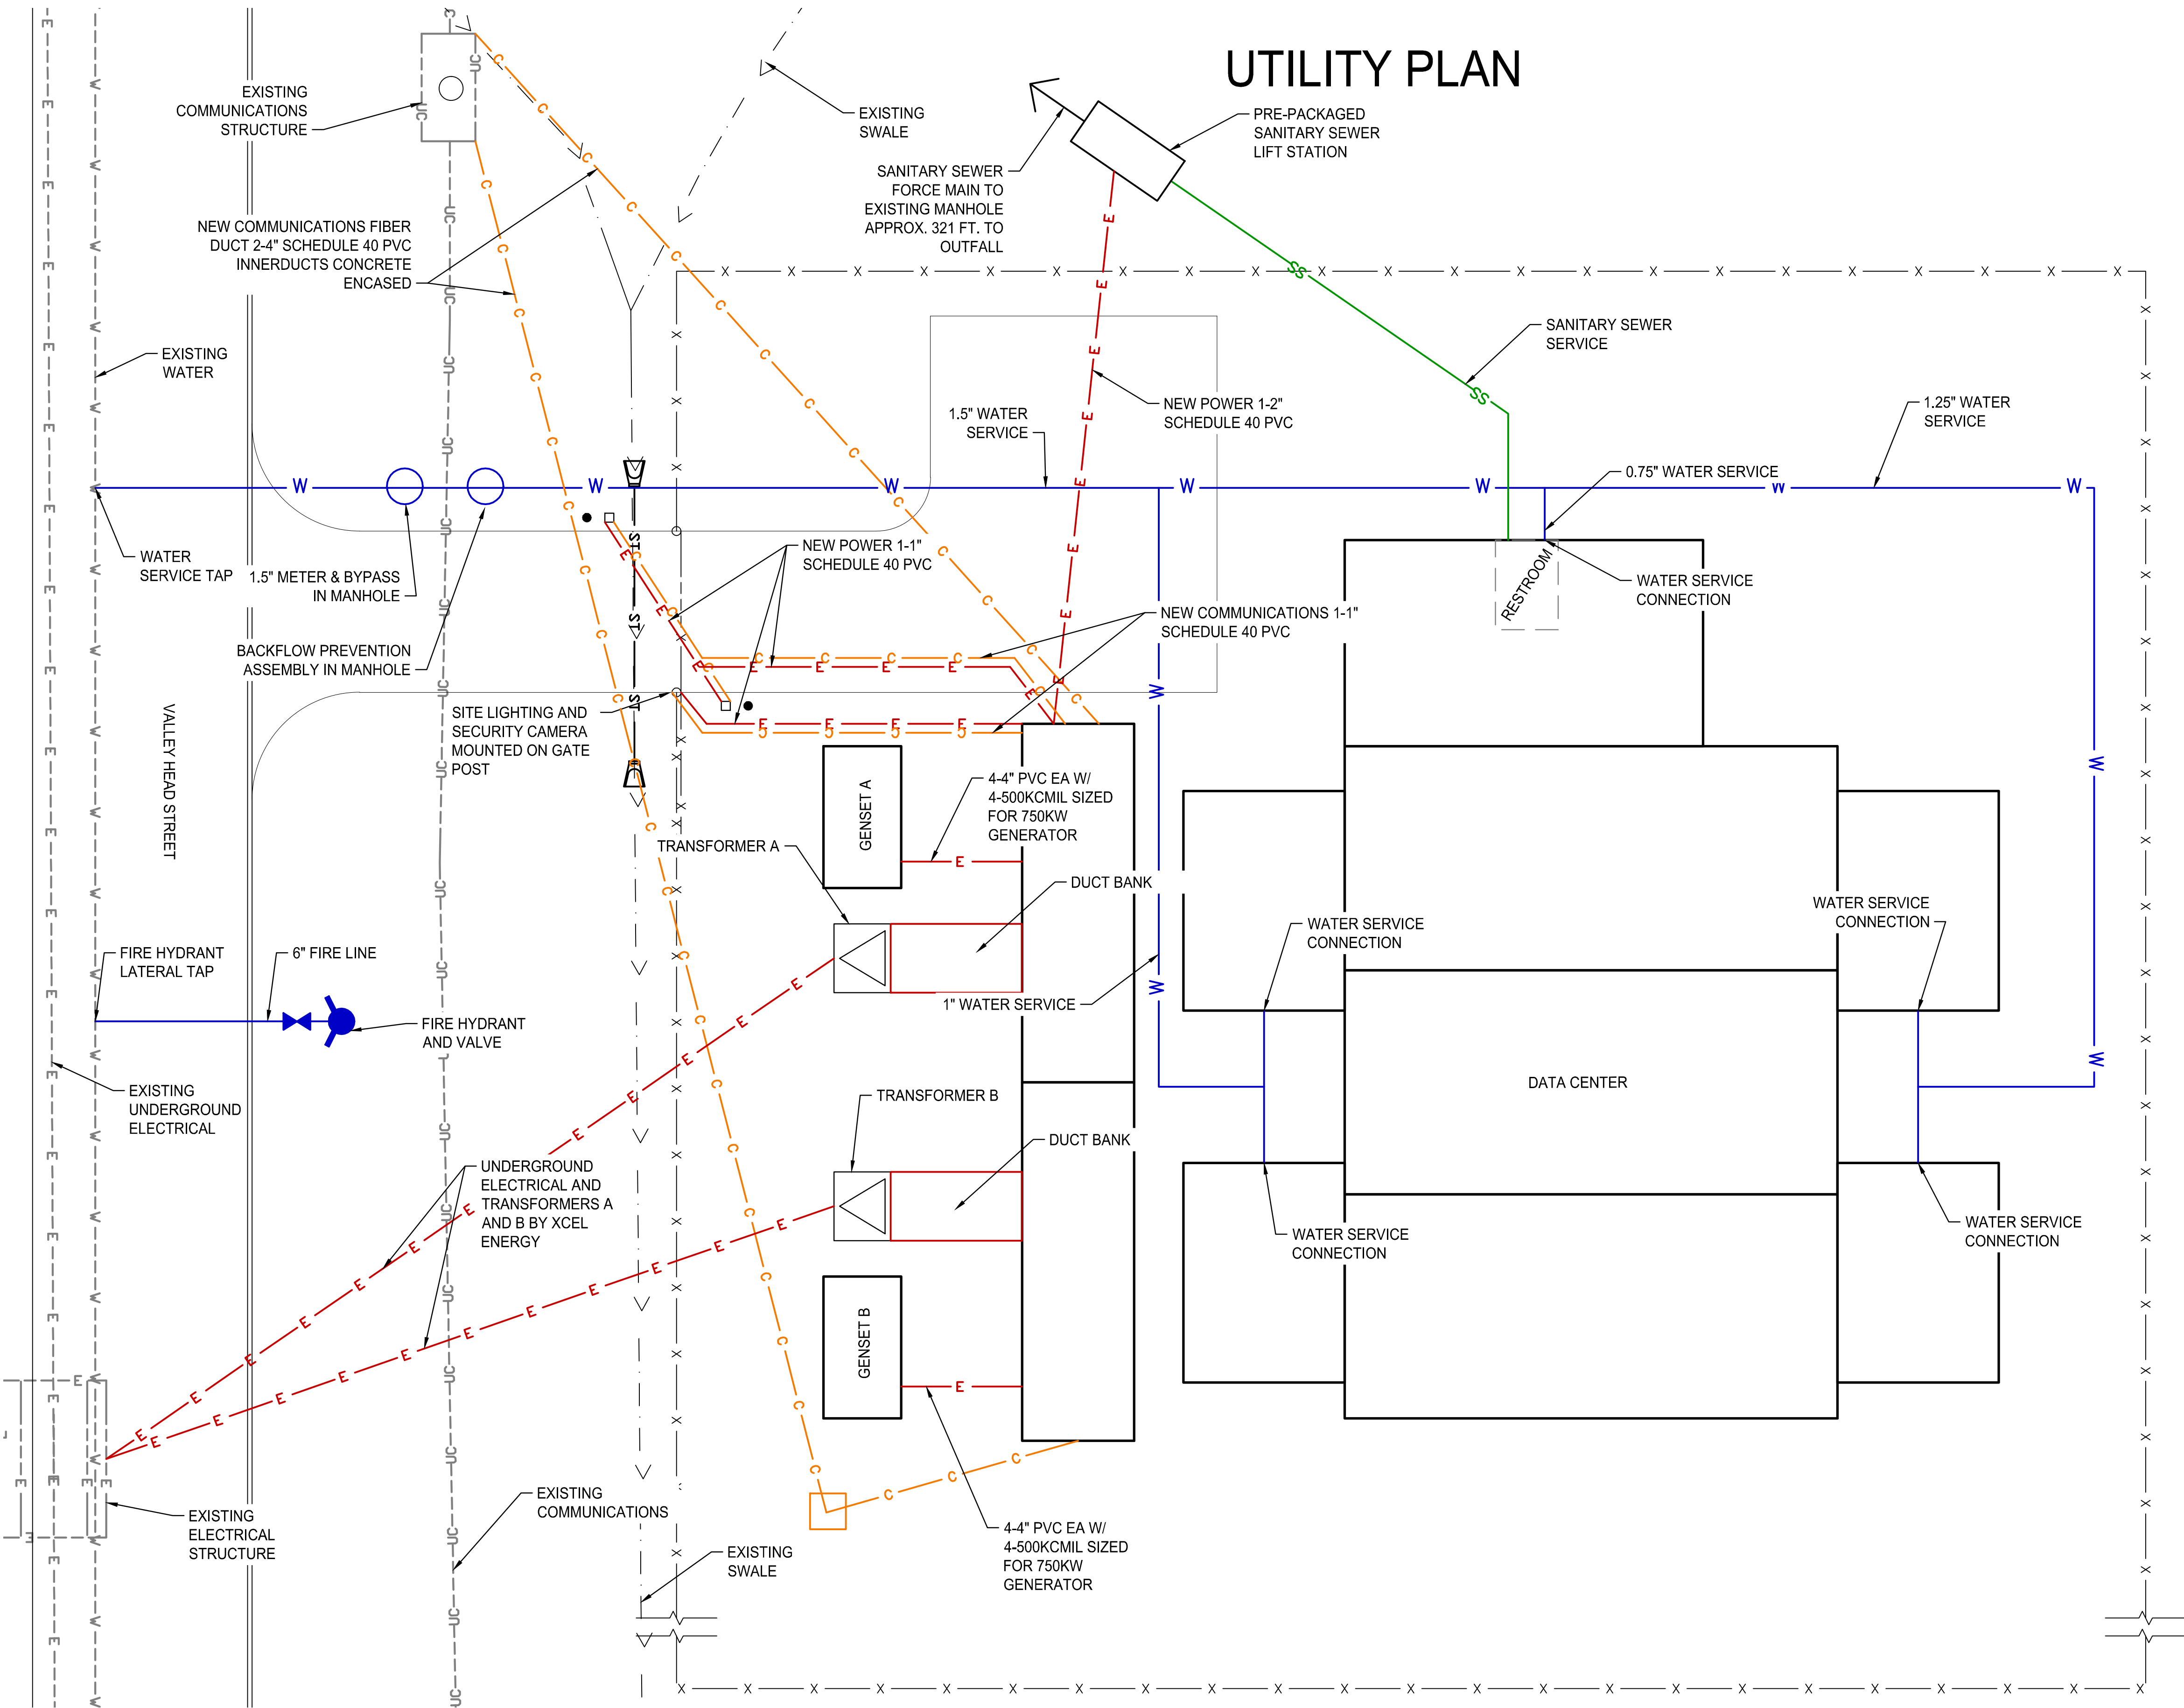 UTILITY PLAN
EXISTING
COMMUNICATIONS
STRUCTURE
EXISTING
SWALE
PRE-PACKAGED
SANITARY SEWER
LIFT STATION
SANITARY SEWER
FORCE MAIN TO
EXISTING MANHOLE
APPROX. 321 FT. TO
OUTFALL
NEW COMMUNICATIONS FIBER
DUCT 2-4" SCHEDULE 40 PVC
INNERDUCTS CONCRETE
ENCASED
SANITARY SEWER
SERVICE
EXISTING
WATER
1.5" WATER
SERVICE
NEW POWER 1-2"
SCHEDULE 40 PVC
1.25" WATER
SERVICE
0.75" WATER SERVICE
WATER
SERVICE TAP
1.5" METER & BYPASS
IN MANHOLE
NEW POWER 1-1"
SCHEDULE 40 PVC
RESTROOM
WATER SERVICE
CONNECTION
NEW COMMUNICATIONS 1-1"
SCHEDULE 40 PVC
BACKFLOW PREVENTION
ASSEMBLY IN MANHOLE
VALLEY HEAD STREET
SITE LIGHTING AND
SECURITY CAMERA
MOUNTED ON GATE
POST
GENSET A
4-4" PVC EA W/
4-500KCMIL SIZED
FOR 750KW
GENERATOR
TRANSFORMER A
DUCT BANK
WATER SERVICE
CONNECTION
WATER SERVICE
CONNECTION
FIRE HYDRANT
LATERAL TAP
6" FIRE LINE
1" WATER SERVICE
FIRE HYDRANT
AND VALVE
EXISTING
UNDERGROUND
ELECTRICAL
DATA CENTER
TRANSFORMER B
DUCT BANK
UNDERGROUND
ELECTRICAL AND
TRANSFORMERS A
AND B BY XCEL
ENERGY
WATER SERVICE
CONNECTION
WATER SERVICE
CONNECTION
GENSET B
EXISTING
COMMUNICATIONS
EXISTING
ELECTRICAL
STRUCTURE
4-4" PVC EA W/
4-500KCMIL SIZED
FOR 750KW
GENERATOR
EXISTING
SWALE